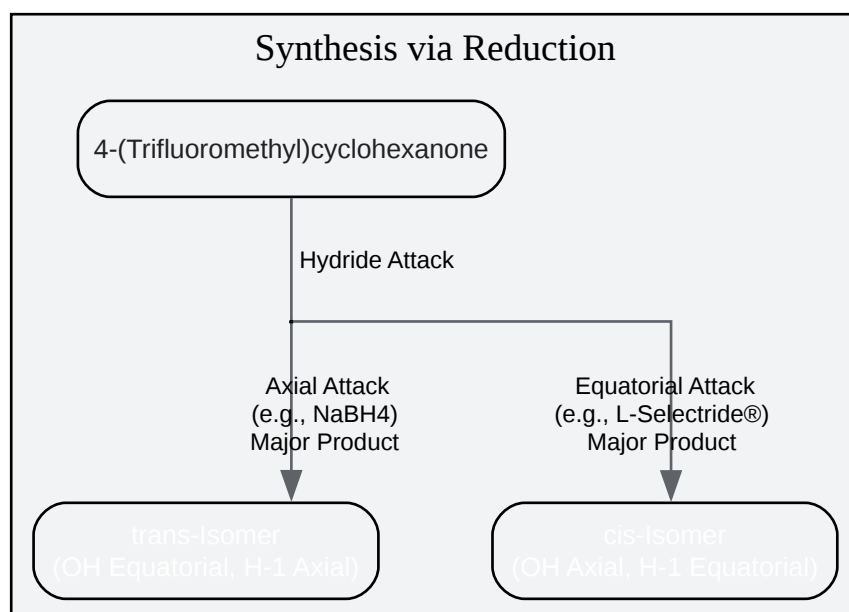 Synthesis via Reduction
4-(Trifluoromethyl)cyclohexanone
Hydride Attack
Axial Attack
(e.g., NaBH4)
Major Product
Equatorial Attack
(e.g., L-Selectride®)
Major Product
trans-Isomer
(OH Equatorial, H-1 Axial)
cis-Isomer
(OH Axial, H-1 Equatorial)